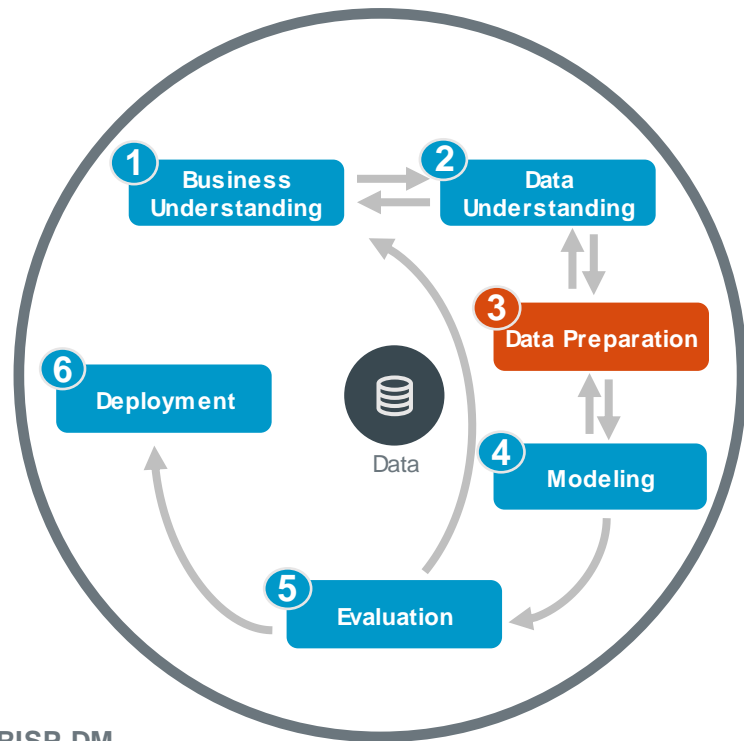 1
Business
Understanding
2
Data
Understanding
3
Data Preparation
6
Deployment
Data
4
Modeling
5
Evaluation